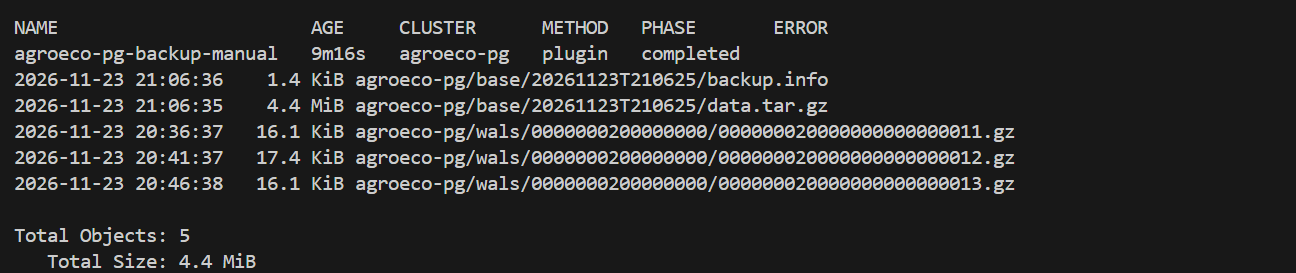 NAME AGE CLUSTER METHOD PHASE ERROR
agroeco-pg-backup-manual 9m16s agroeco-pg plugin completed
2026-11-23 21:06:36 1.4 KiB agroeco-pg/base/20261123T210625/backup.info
2026-11-23 21:06:35 4.4 MiB agroeco-pg/base/20261123T210625/data.tar.gz
2026-11-23 20:36:37 16.1 KiB agroeco-pg/wals/0000000200000000/000000020000000000000011.gz
2026-11-23 20:41:37 17.4 KiB agroeco-pg/wals/0000000200000000/000000020000000000000012.gz
2026-11-23 20:46:38 16.1 KiB agroeco-pg/wals/0000000200000000/000000020000000000000013.gz
Total Objects: 5
Total Size: 4.4 MiB